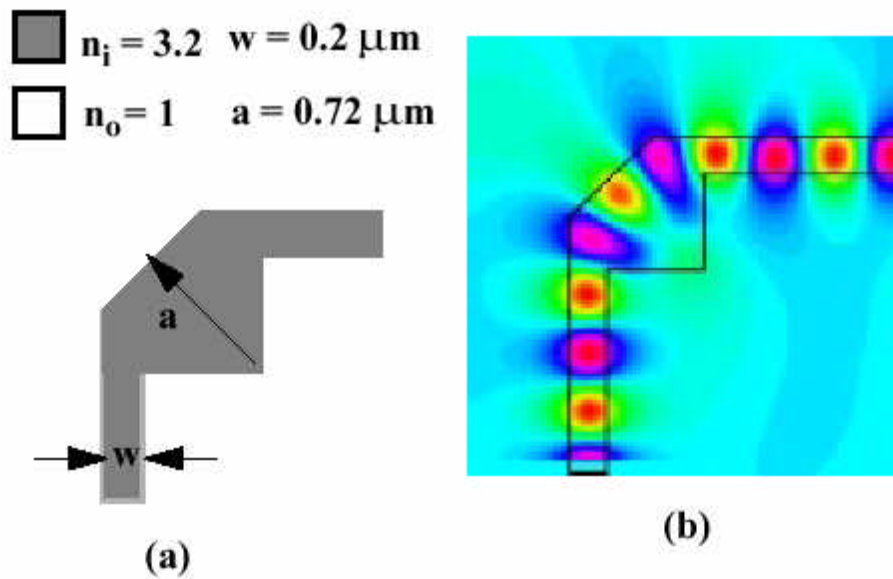 n_i = 3.2 w = 0.2 μm
n_o = 1 a = 0.72 μm
a
w
(a)
(b)